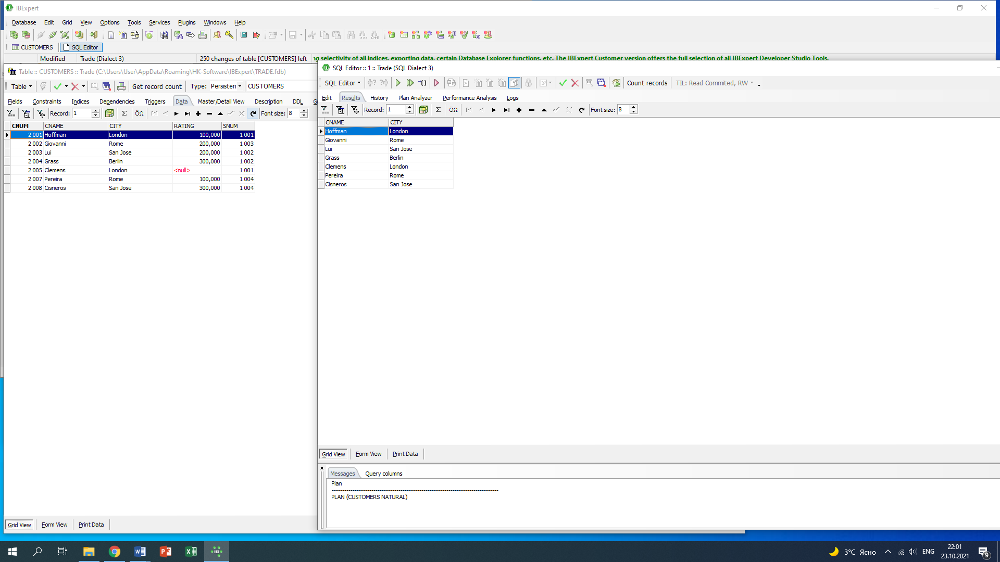 IBExpert
Database Edit Grid View Options Tools Services Plugins Windows Help
CUSTOMERS SQL Editor
Modified Trade (Dialect 3) 250 changes of table [CUSTOMERS] left selectivity of all indices, exporting data, certain Database Explorer functions, etc. The IBExpert Customer version offers the full selection of all IBExpert Developer Studio Tools.
Table :: CUSTOMERS :: Trade (C:\Users\User\AppData\Roaming\HK-Software\IBExpert\TRADE.fdb)
Table Get record count Type: Persisten CUSTOMERS
Fields Constraints Indices Dependencies Triggers Data Master/Detail View Description DDL G
Record: 1 Σ ÖΩ Font size: 8
CNUM CNAME CITY RATING SNUM
2 001 Hoffman London 100,000 1 001
2 002 Giovanni Rome 200,000 1 003
2 003 Lui San Jose 200,000 1 002
2 004 Grass Berlin 300,000 1 002
2 005 Clemens London <null> 1 001
2 007 Pereira Rome 100,000 1 004
2 008 Cisneros San Jose 300,000 1 004
Grid View Form View Print Data
SQL Editor :: 1 :: Trade (SQL Dialect 3)
SQL Editor Count records TIL: Read Commited, RW
Edit Results History Plan Analyzer Performance Analysis Logs
Record: 1 Σ ÖΩ Font size: 8
CNAME CITY
Hoffman London
Giovanni Rome
Lui San Jose
Grass Berlin
Clemens London
Pereira Rome
Cisneros San Jose
Grid View Form View Print Data
Messages Query columns
Plan
--------------------------------------------------------------------------------
PLAN (CUSTOMERS NATURAL)
3°C Ясно ENG 22:01
23.10.2021 9